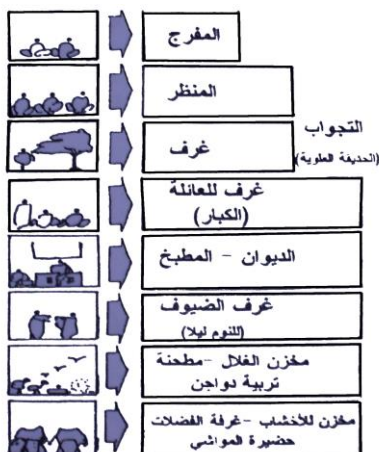 المفرج
المنظر
التجواب
(الحديقة العلوية)
غرف
غرف للعائلة
(الكبار)
الديوان - المطبخ
غرف الضيوف
(للنوم ليلا)
مخزن الغلال -مطحنة
تربية دواجن
مخزن للأخشاب -غرفة الفضلات
حضيرة المواشي